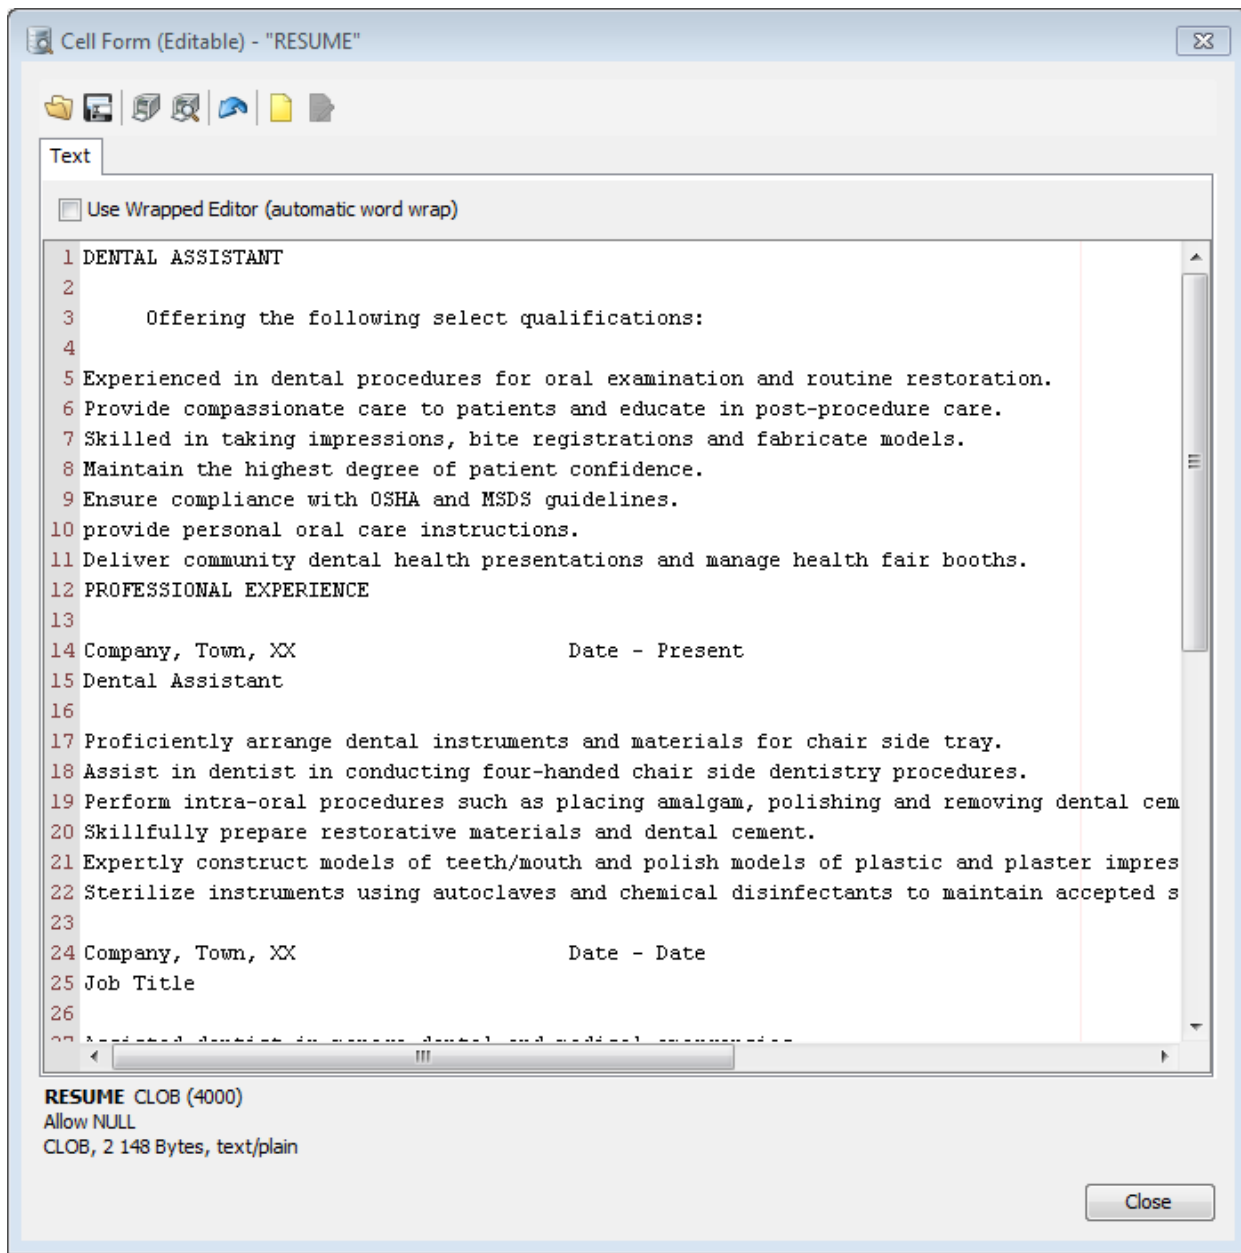 Cell Form (Editable) - "RESUME"
Text
Use Wrapped Editor (automatic word wrap)
1 DENTAL ASSISTANT
2
3 Offering the following select qualifications:
4
5 Experienced in dental procedures for oral examination and routine restoration.
6 Provide compassionate care to patients and educate in post-procedure care.
7 Skilled in taking impressions, bite registrations and fabricate models.
8 Maintain the highest degree of patient confidence.
9 Ensure compliance with OSHA and MSDS guidelines.
10 provide personal oral care instructions.
11 Deliver community dental health presentations and manage health fair booths.
12 PROFESSIONAL EXPERIENCE
13
14 Company, Town, XX Date - Present
15 Dental Assistant
16
17 Proficiently arrange dental instruments and materials for chair side tray.
18 Assist in dentist in conducting four-handed chair side dentistry procedures.
19 Perform intra-oral procedures such as placing amalgam, polishing and removing dental cem
20 Skillfully prepare restorative materials and dental cement.
21 Expertly construct models of teeth/mouth and polish models of plastic and plaster impres
22 Sterilize instruments using autoclaves and chemical disinfectants to maintain accepted s
23
24 Company, Town, XX Date - Date
25 Job Title
26
27 Assisted dentist in
RESUME CLOB (4000)
Allow NULL
CLOB, 2 148 Bytes, text/plain
Close